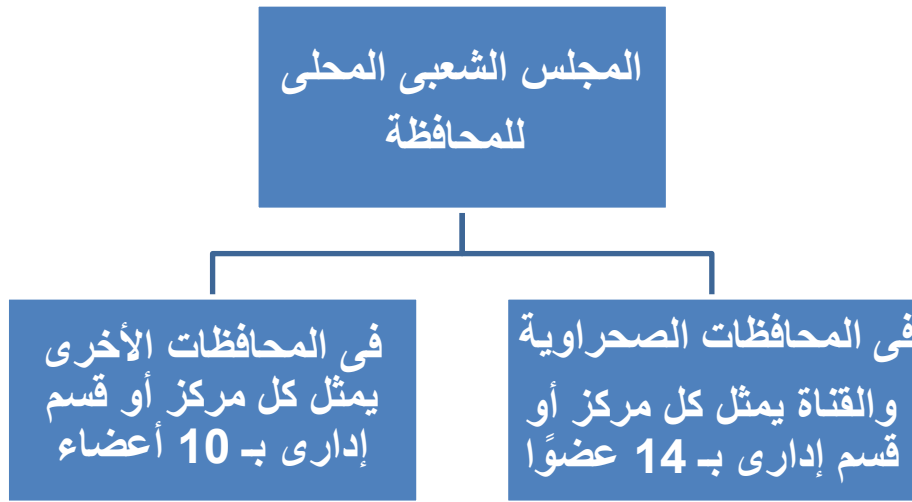 المجلس الشعبى المحلى
للمحافظة
فى المحافظات الصحراوية
والقناة يمثل كل مركز أو
قسم إدارى بـ 14 عضوًا
فى المحافظات الأخرى
يمثل كل مركز أو قسم
إدارى بـ 10 أعضاء